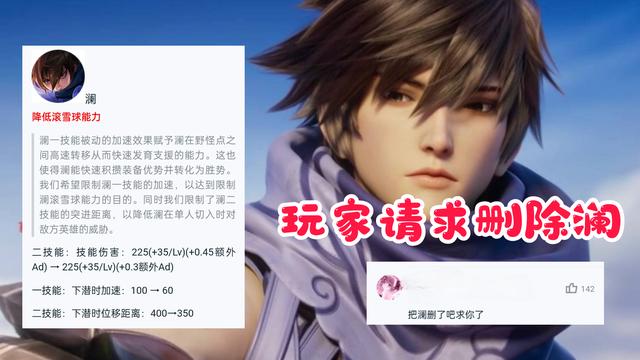 澜
降低滚雪球能力
澜一技能被动的加速效果赋予澜在野怪点之
间高速转移从而快速发育支援的能力。这也
使得澜能快速积攒装备优势并转化为胜势。
我们希望限制澜一技能的加速，以达到限制
澜滚雪球能力的目的。同时我们限制了澜二
技能的突进距离，以降低澜在单人切入时对
敌方英雄的威胁。
二技能：技能伤害：225(+35/Lv)(+0.45额外
Ad) → 225(+35/Lv)(+0.3额外Ad)
一技能：下潜时加速：100 → 60
二技能：下潜时位移距离：400→350
玩家请求删除澜
142
把澜删了吧求你了